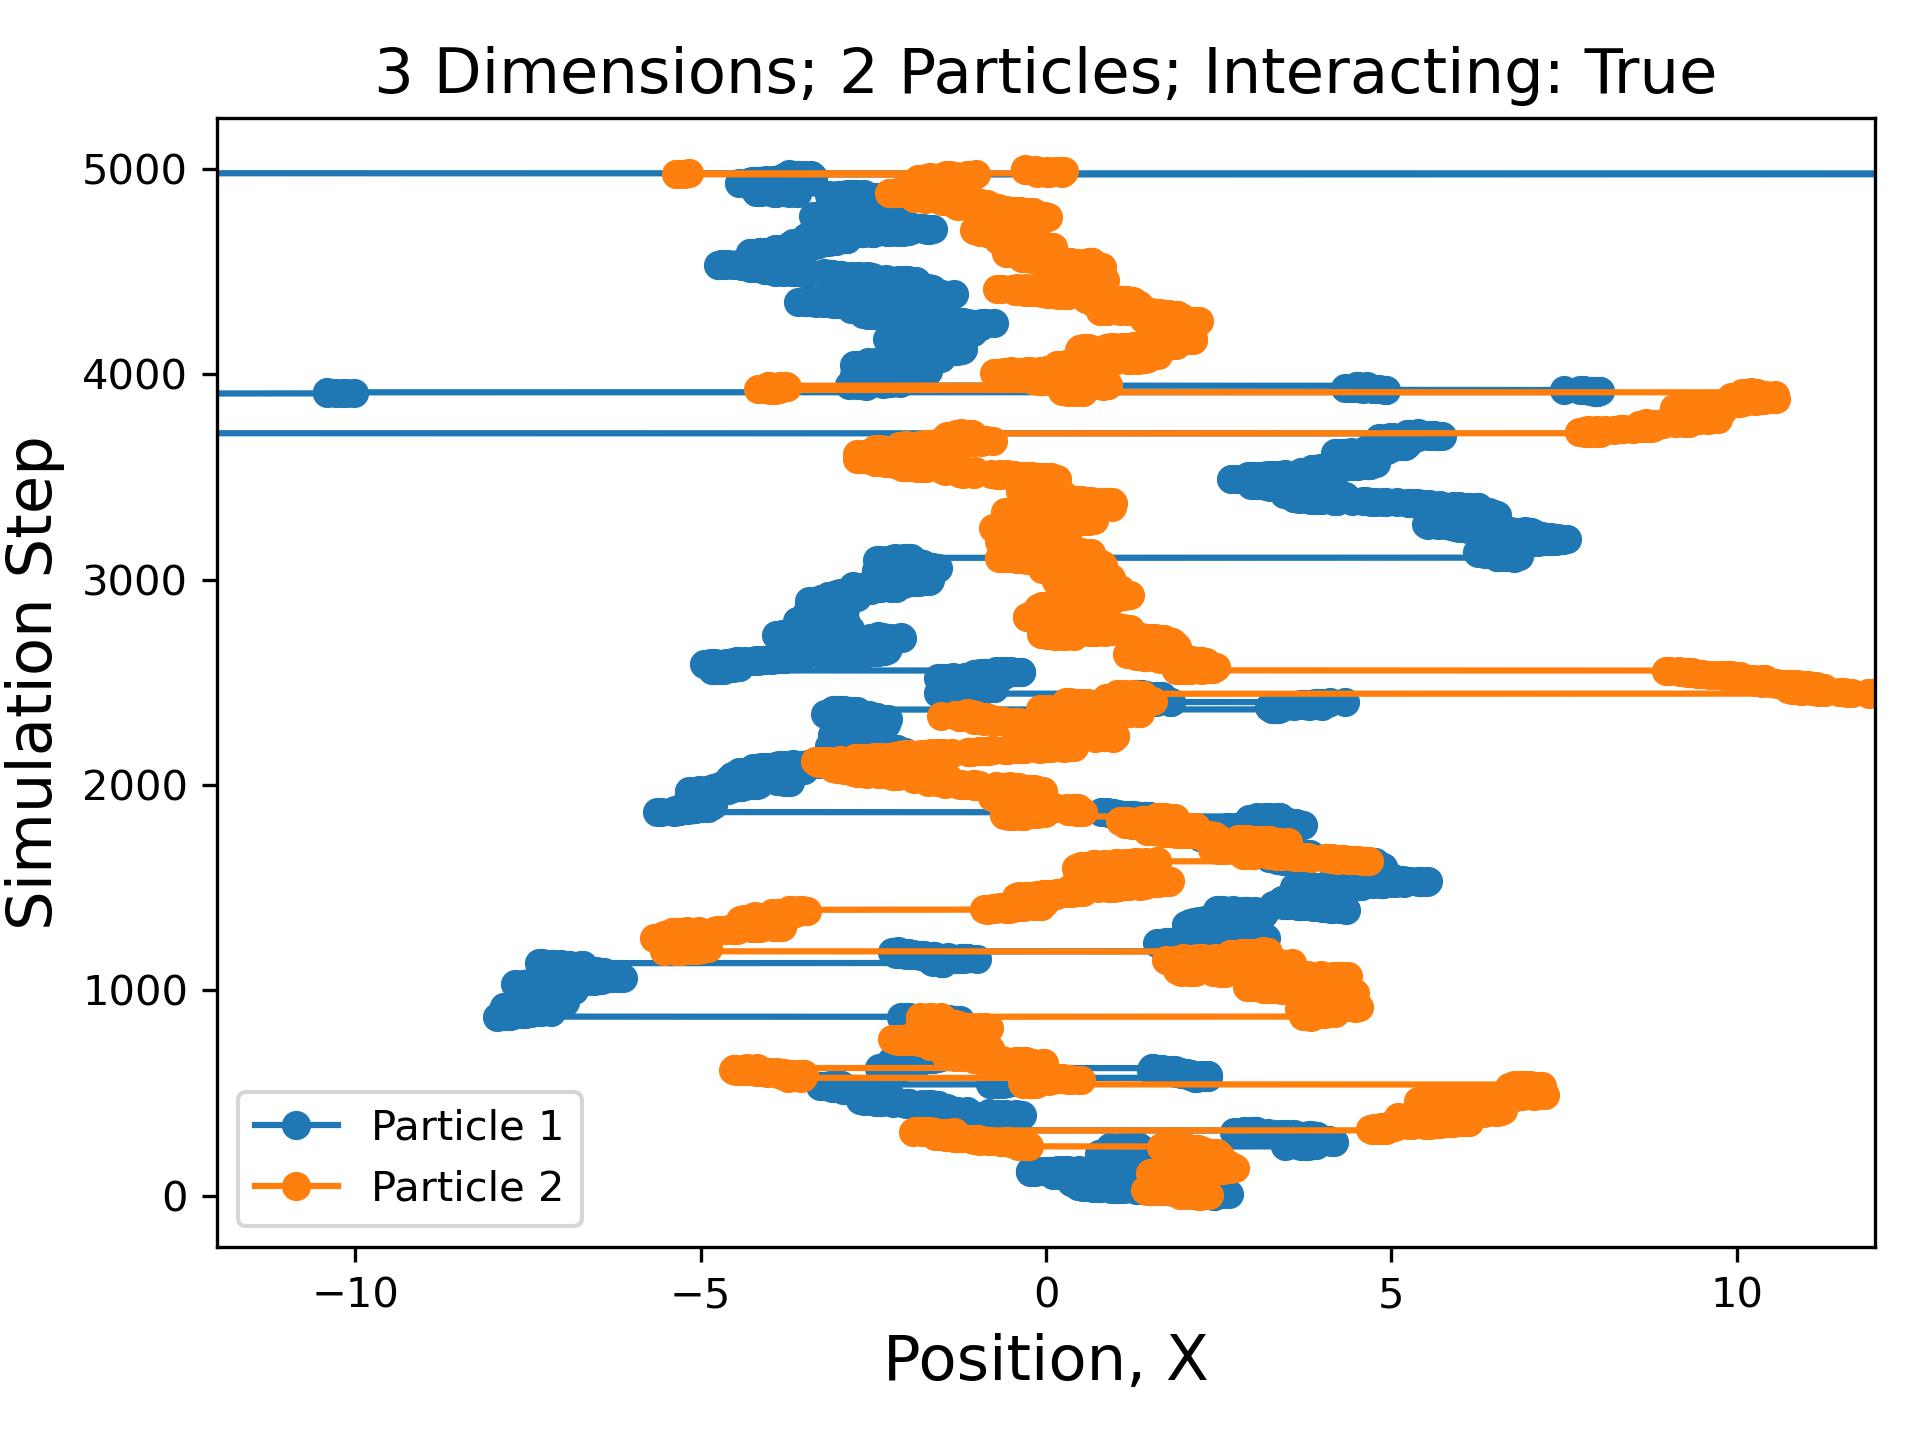 3 Dimensions; 2 Particles; Interacting: True
Simulation Step
5000
4000
3000
2000
1000
0
Particle 1
Particle 2
−10
−5
0
5
10
Position, X